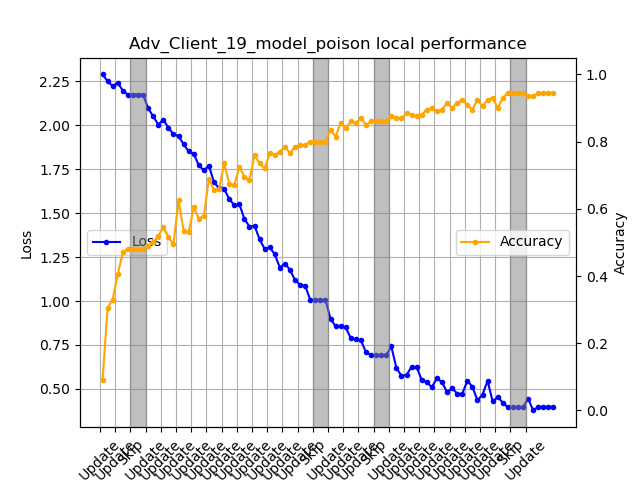 Adv_Client_19_model_poison local performance
2.25
2.00
1.75
1.50
1.25
1.00
0.75
0.50
Loss
1.0
0.8
0.6
0.4
0.2
0.0
Accuracy
Loss
Accuracy
Update
Update
Skip
Update
Update
Update
Update
Update
Update
Update
Update
Update
Update
Update
Skip
Update
Update
Update
Skip
Update
Update
Update
Update
Update
Update
Update
Update
Skip
Update